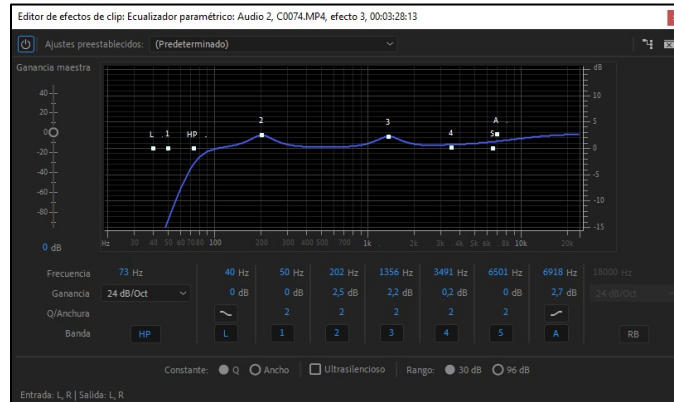 Editor de efectos de clip: Ecualizador paramétrico: Audio 2, C0074.MP4, efecto 3, 00:03:28:13
Ajustes preestablecidos: (Predeterminado)
Ganancia maestra
dB
40
20
0
-20
-40
-60
-80
0 dB
L 1 HP 2 3 4 S A
10
5
0
-5
-10
-15
Hz 30 40 50 60 70 80 100 200 300 400 500 700 1k 2k 3k 4k 5k 6k 8k 10k 20k
Frecuencia 73 Hz 40 Hz 50 Hz 202 Hz 1356 Hz 3491 Hz 6501 Hz 6918 Hz 18000 Hz
Ganancia 24 dB/Oct 0 dB 0 dB 2,5 dB 2,2 dB 0,2 dB 0 dB 2,7 dB 24 dB/Oct
Q/Anchura 2 2 2 2 2
Banda HP L 1 2 3 4 5 A RB
Constante: Q Ancho Ultrasilencioso Rango: 30 dB 96 dB
Entrada: L, R | Salida: L, R